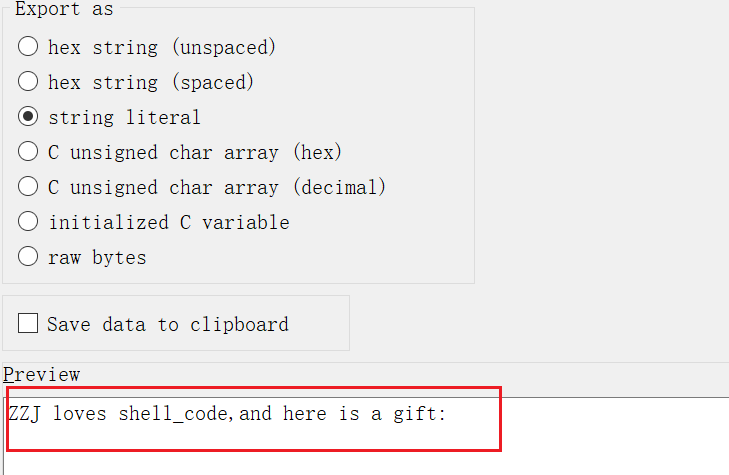 Export as
hex string (unspaced)
hex string (spaced)
string literal
C unsigned char array (hex)
C unsigned char array (decimal)
initialized C variable
raw bytes
Save data to clipboard
Preview
ZZJ loves shell_code,and here is a gift: